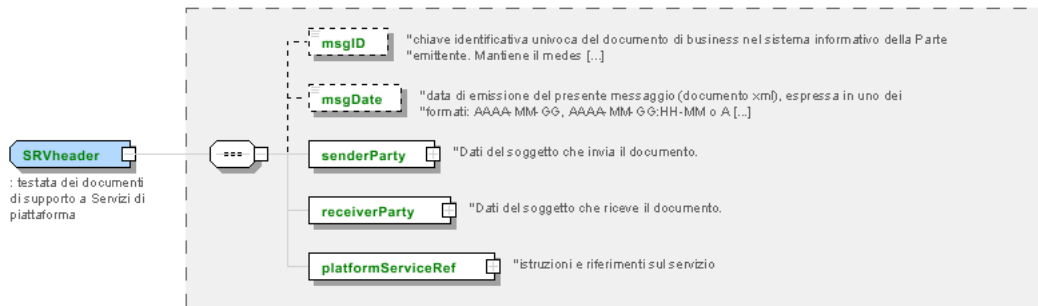 msgID
"chiave identificativa univoca del documento di business nel sistema informativo della Parte
"emittente. Mantiene il medes [...]
msgDate
"data di emissione del presente messaggio (documento xml), espressa in uno dei
"formati: AAAA-MM-GG, AAAA-MM-GG:HH-MM o A [...]
SRVheader
: testata dei documenti
di supporto a Servizi di
piattaforma
senderParty
"Dati del soggetto che invia il documento.
receiverParty
"Dati del soggetto che riceve il documento.
platformServiceRef
"istruzioni e riferimenti sul servizio